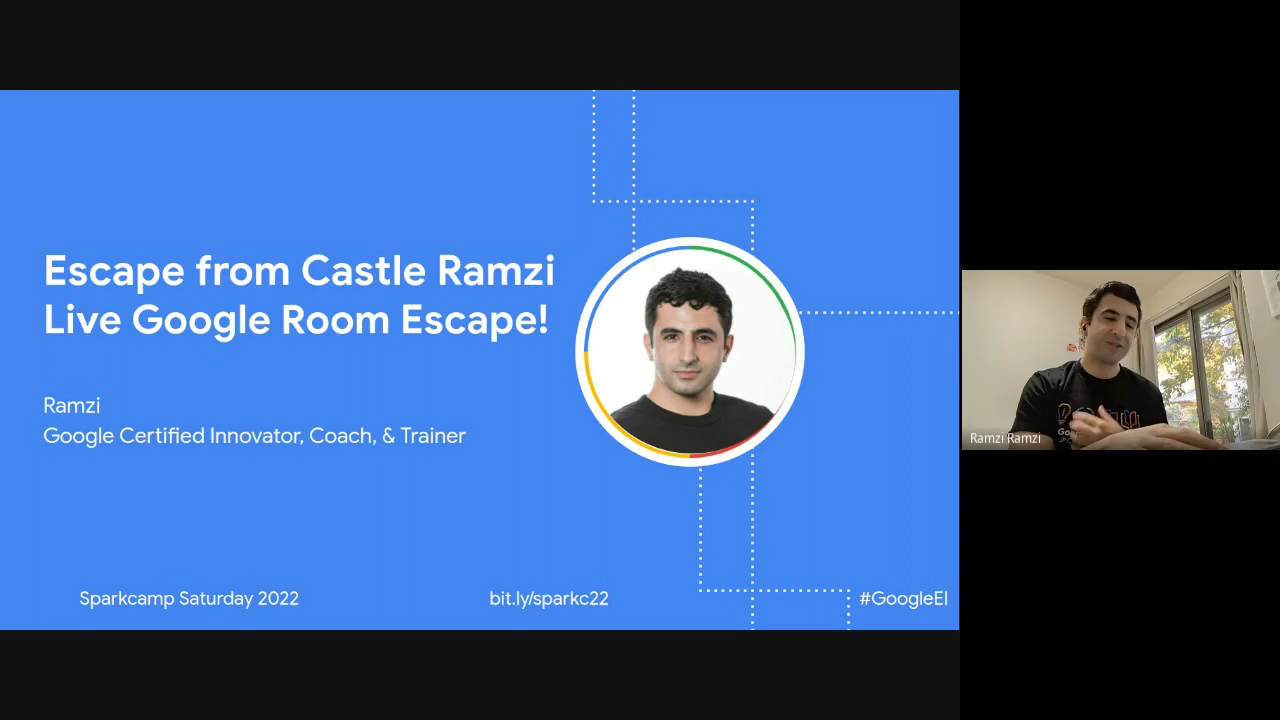 Escape from Castle Ramzi
Live Google Room Escape!
Ramzi
Google Certified Innovator, Coach, & Trainer
Sparkcamp Saturday 2022
bit.ly/sparkc22
#GoogleEI
Ramzi Ramzi